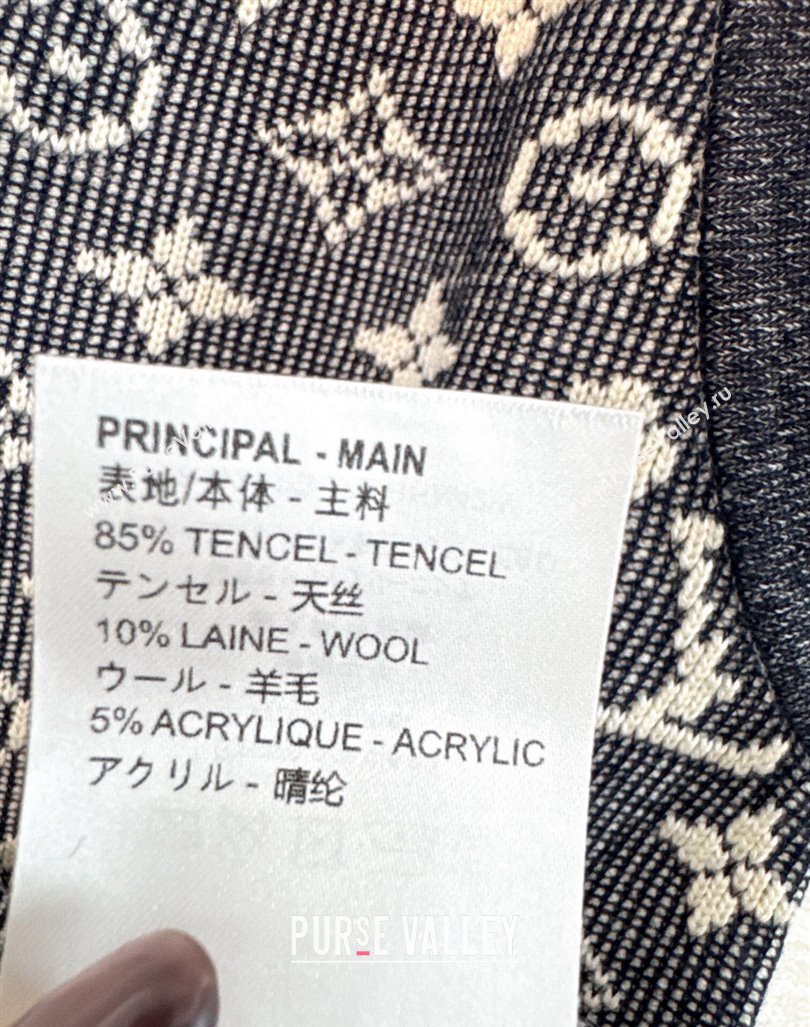 PRINCIPAL - MAIN
表地/本体 - 主料
85% TENCEL - TENCEL
テンセル - 天丝
10% LAINE - WOOL
ウール - 羊毛
5% ACRYLIQUE - ACRYLIC
アクリル - 晴纶
PURSE VALLEY